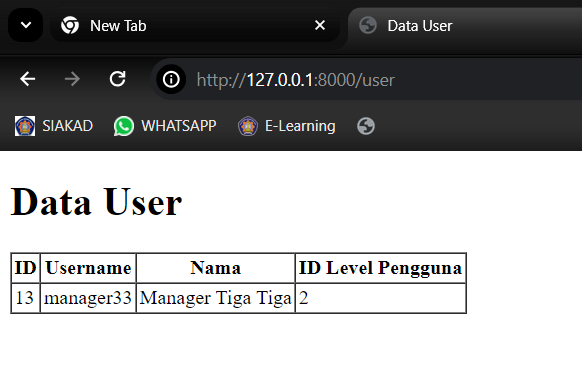 New Tab
Data User
http://127.0.0.1:8000/user
SIAKAD WHATSAPP E-Learning
Data User
ID Username Nama ID Level Pengguna
13 manager33 Manager Tiga Tiga 2